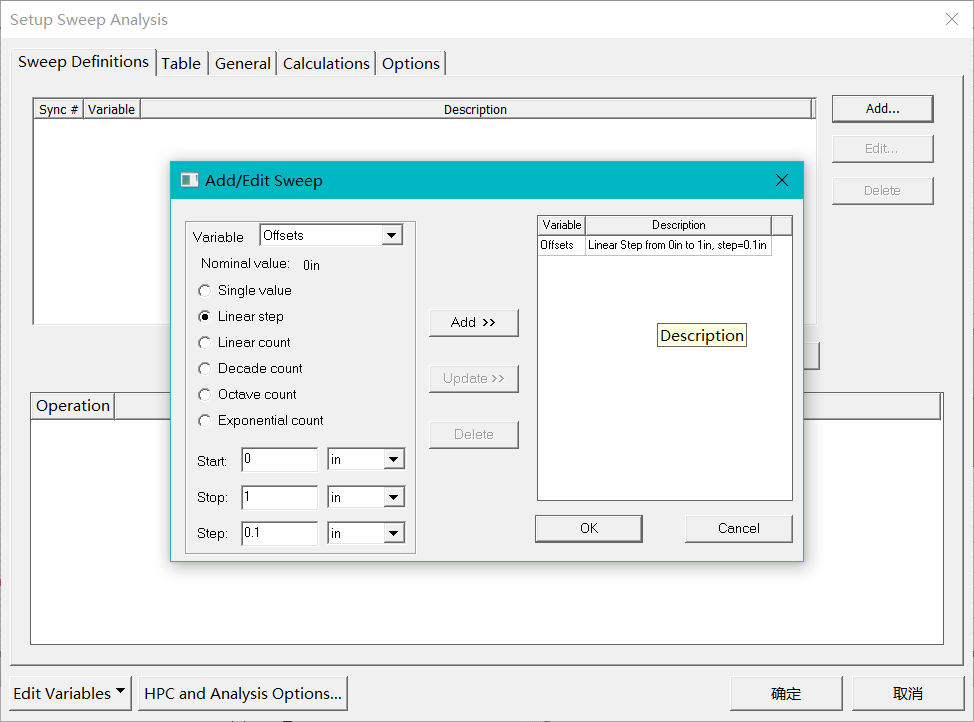 Setup Sweep Analysis
Sweep Definitions Table General Calculations Options
Sync # Variable Description
Add...
Edit...
Delete
Add/Edit Sweep
Variable Offsets
Nominal value: 0in
Single value
Linear step
Linear count
Decade count
Octave count
Exponential count
Start: 0 in
Stop: 1 in
Step: 0.1 in
Add >>
Update >>
Delete
Variable Description
Offsets Linear Step from 0in to 1in, step=0.1in
Description
OK Cancel
Operation
Edit Variables HPC and Analysis Options... 确定 取消